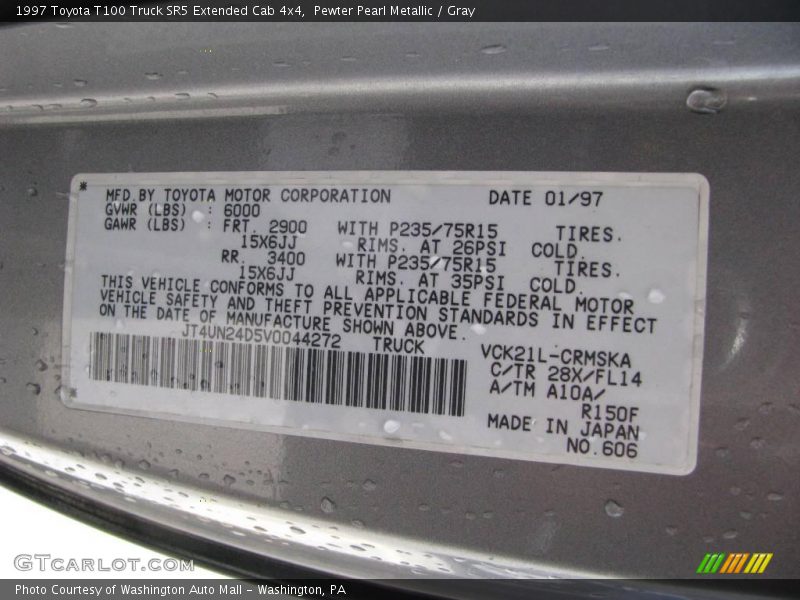 1997 Toyota T100 Truck SR5 Extended Cab 4x4,  Pewter Pearl Metallic / Gray
* MFD.BY TOYOTA MOTOR CORPORATION DATE 01/97
GVWR (LBS) : 6000
GAWR (LBS) : FRT. 2900 WITH P235/75R15 TIRES.
15X6JJ RIMS. AT 26PSI COLD.
RR. 3400 WITH P235/75R15 TIRES.
15X6JJ RIMS. AT 35PSI COLD.
THIS VEHICLE CONFORMS TO ALL APPLICABLE FEDERAL MOTOR
VEHICLE SAFETY AND THEFT PREVENTION STANDARDS IN EFFECT
ON THE DATE OF MANUFACTURE SHOWN ABOVE.
JT4UN24D5V0044272 TRUCK
VCK21L-CRMSKA
C/TR 28X/FL14
A/TM A10A/
R150F
MADE IN JAPAN
*
NO.606
GTCarLot.com
Photo Courtesy of Washington Auto Mall - Washington, PA